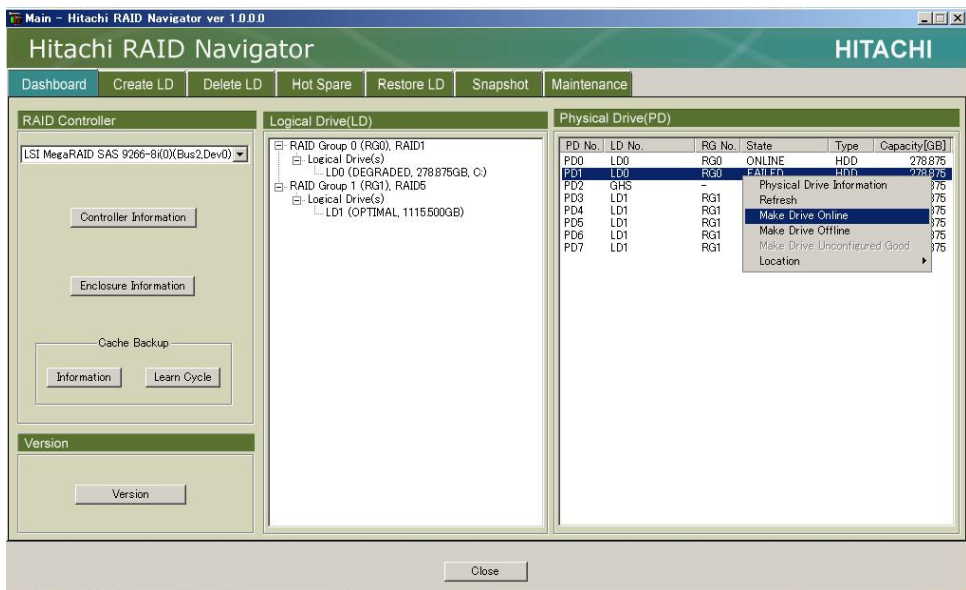 Main - Hitachi RAID Navigator ver 1.0.0.0
Hitachi RAID Navigator
HITACHI
Dashboard Create LD Delete LD Hot Spare Restore LD Snapshot Maintenance
RAID Controller
LSI MegaRAID SAS 9266-8i(0)(Bus2,Dev0)
Controller Information
Enclosure Information
Cache Backup
Information Learn Cycle
Version
Version
Logical Drive(LD)
RAID Group 0 (RG0), RAID1
Logical Drive(s)
LD0 (DEGRADED, 278.875GB, C:)
RAID Group 1 (RG1), RAID5
Logical Drive(s)
LD1 (OPTIMAL, 1115.500GB)
Physical Drive(PD)
PD No. LD No. RG No. State Type Capacity[GB]
PD0 LD0 RG0 ONLINE HDD 278.875
PD1 LD0 RG0 FAILED HDD 278.875
PD2 GHS - 375
PD3 LD1 RG1 375
PD4 LD1 RG1 375
PD5 LD1 RG1 375
PD6 LD1 RG1 375
PD7 LD1 RG1 375
Physical Drive Information
Refresh
Make Drive Online
Make Drive Offline
Make Drive Unconfigured Good
Location
Close